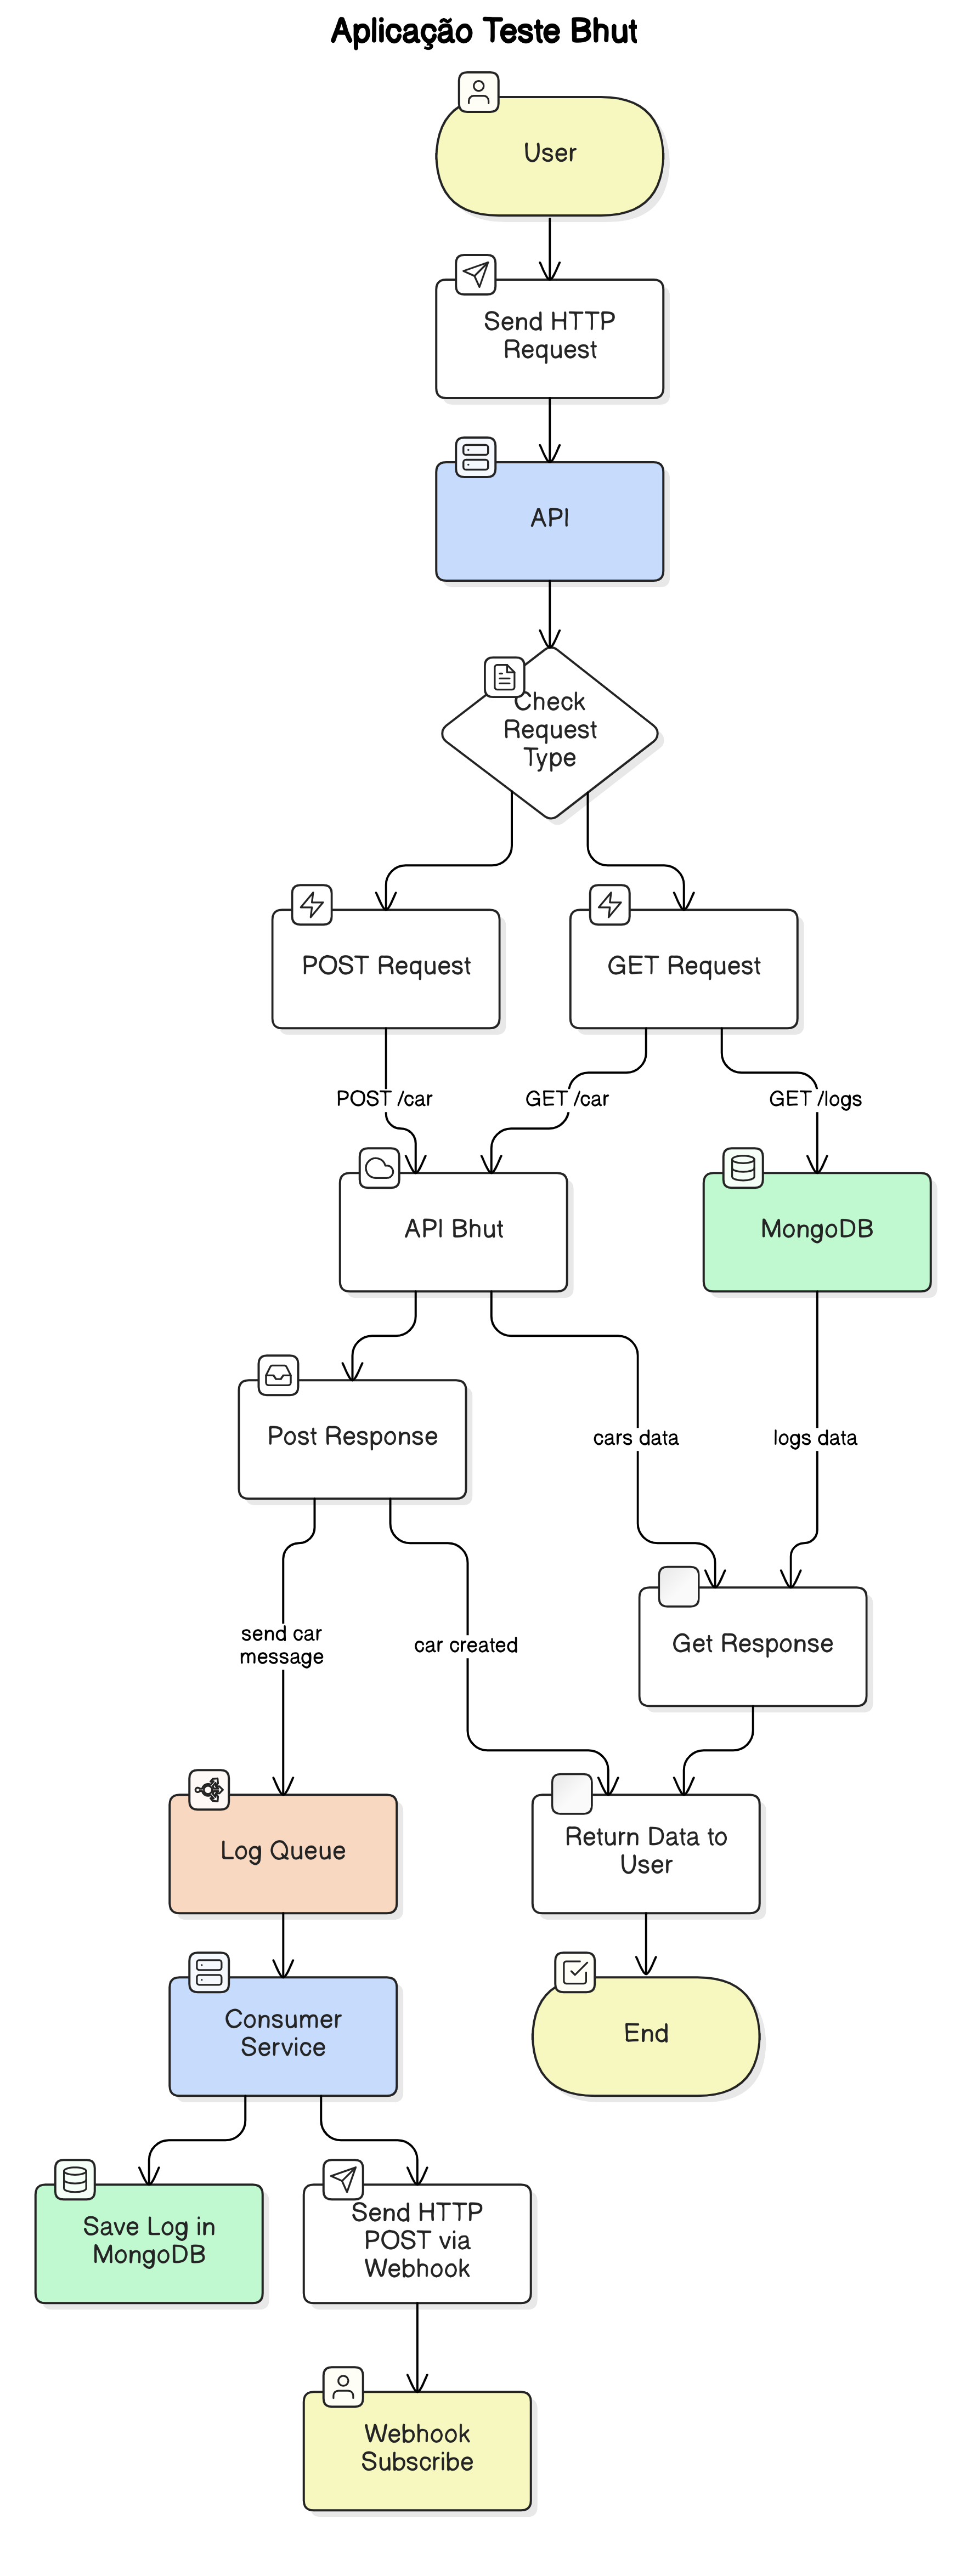 Aplicação Teste Bhut
User
Send HTTP
Request
API
Check
Request
Type
POST Request
GET Request
POST /car
GET /car
GET /logs
API Bhut
MongoDB
Post Response
cars data
logs data
send car
message
car created
Get Response
Log Queue
Return Data to
User
Consumer
Service
End
Save Log in
MongoDB
Send HTTP
POST via
Webhook
Webhook
Subscribe